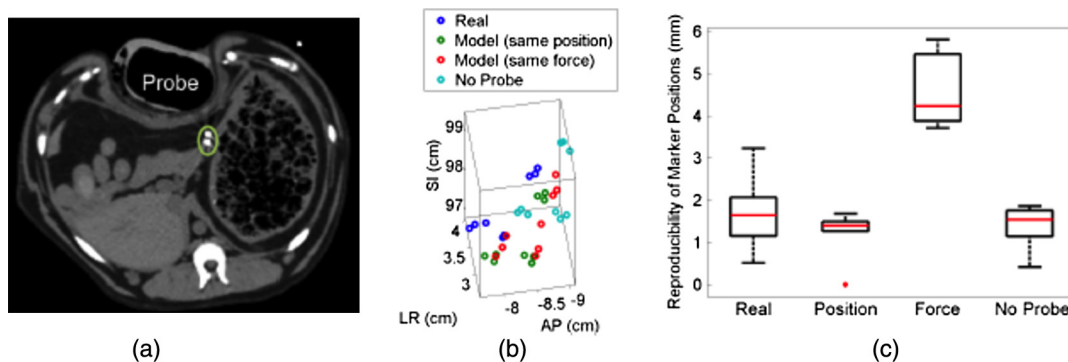 Probe
Real
Model (same position)
Model (same force)
No Probe
SI (cm)
99
98
97
4
3.5
3
LR (cm)
-8
-8.5
-9
AP (cm)
Reproducibility of Marker Positions (mm)
6
5
4
3
2
1
0
Real
Position
Force
No Probe
(a)
(b)
(c)